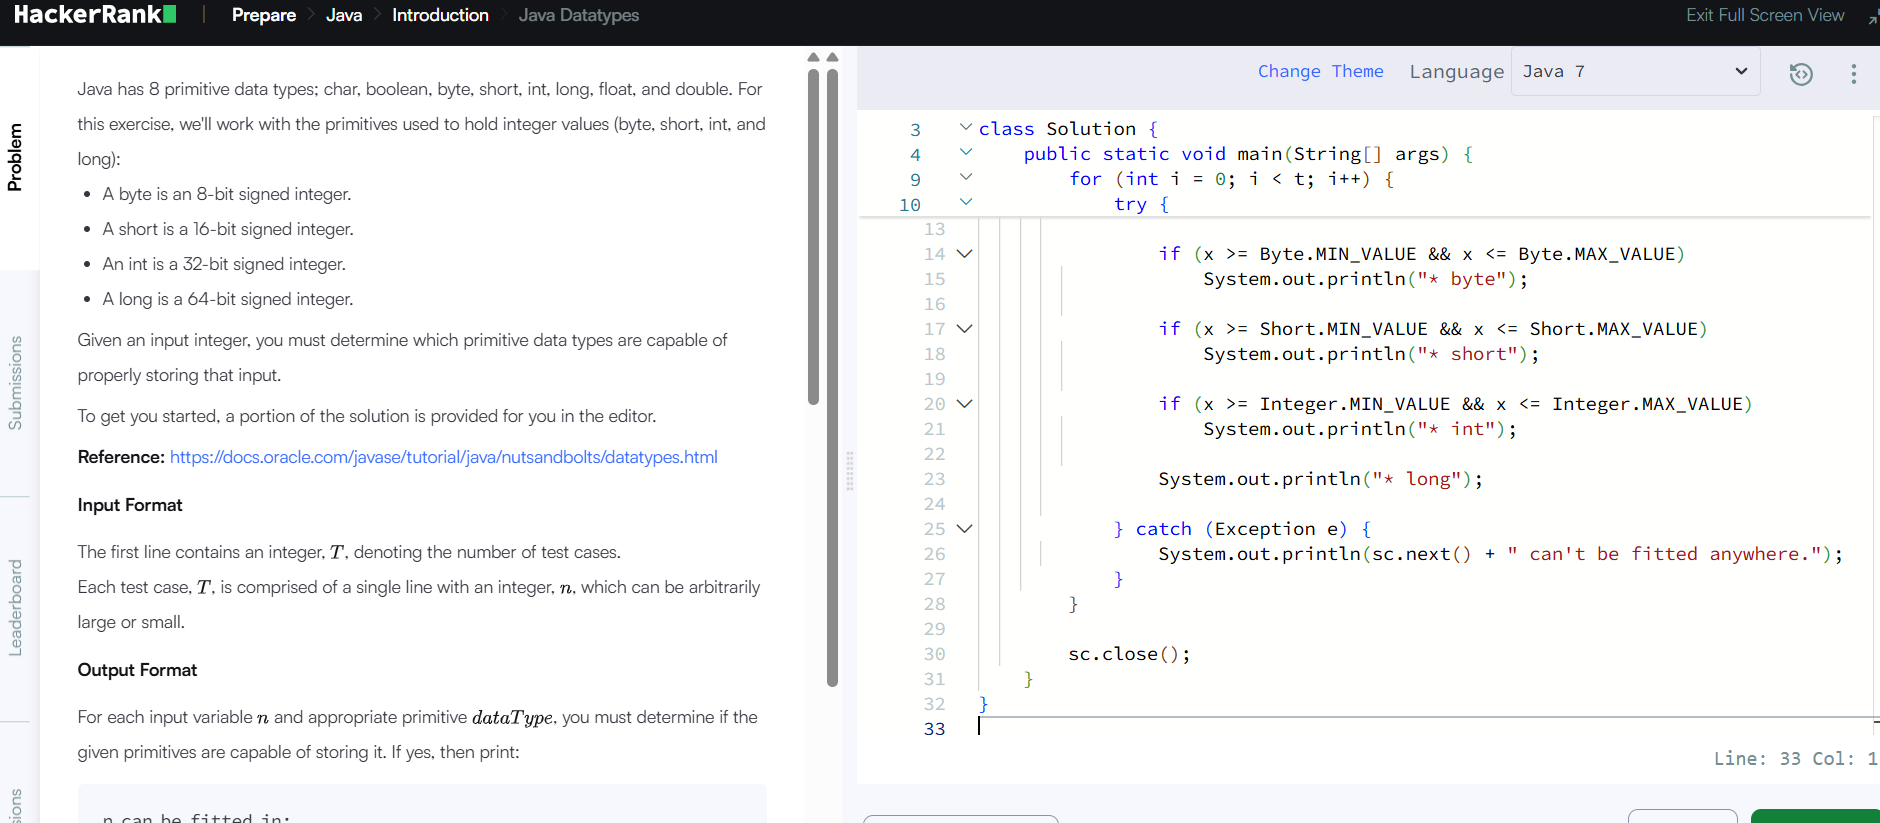 HackerRank
Prepare > Java > Introduction > Java Datatypes
Exit Full Screen View
Problem
Submissions
Leaderboard
Java has 8 primitive data types; char, boolean, byte, short, int, long, float, and double. For
this exercise, we'll work with the primitives used to hold integer values (byte, short, int, and
long):
• A byte is an 8-bit signed integer.
• A short is a 16-bit signed integer.
• An int is a 32-bit signed integer.
• A long is a 64-bit signed integer.
Given an input integer, you must determine which primitive data types are capable of
properly storing that input.
To get you started, a portion of the solution is provided for you in the editor.
Reference: https://docs.oracle.com/javase/tutorial/java/nutsandbolts/datatypes.html
Input Format
The first line contains an integer, T, denoting the number of test cases.
Each test case, T, is comprised of a single line with an integer, n, which can be arbitrarily
large or small.
Output Format
For each input variable n and appropriate primitive dataType, you must determine if the
given primitives are capable of storing it. If yes, then print:
n can be fitted in:
Change Theme Language Java 7
3 class Solution {
4 public static void main(String[] args) {
9 for (int i = 0; i < t; i++) {
10 try {
13
14 if (x >= Byte.MIN_VALUE && x <= Byte.MAX_VALUE)
15 System.out.println("* byte");
16
17 if (x >= Short.MIN_VALUE && x <= Short.MAX_VALUE)
18 System.out.println("* short");
19
20 if (x >= Integer.MIN_VALUE && x <= Integer.MAX_VALUE)
21 System.out.println("* int");
22
23 System.out.println("* long");
24
25 } catch (Exception e) {
26 System.out.println(sc.next() + " can't be fitted anywhere.");
27 }
28 }
29
30 sc.close();
31 }
32 }
33
Line: 33 Col: 1